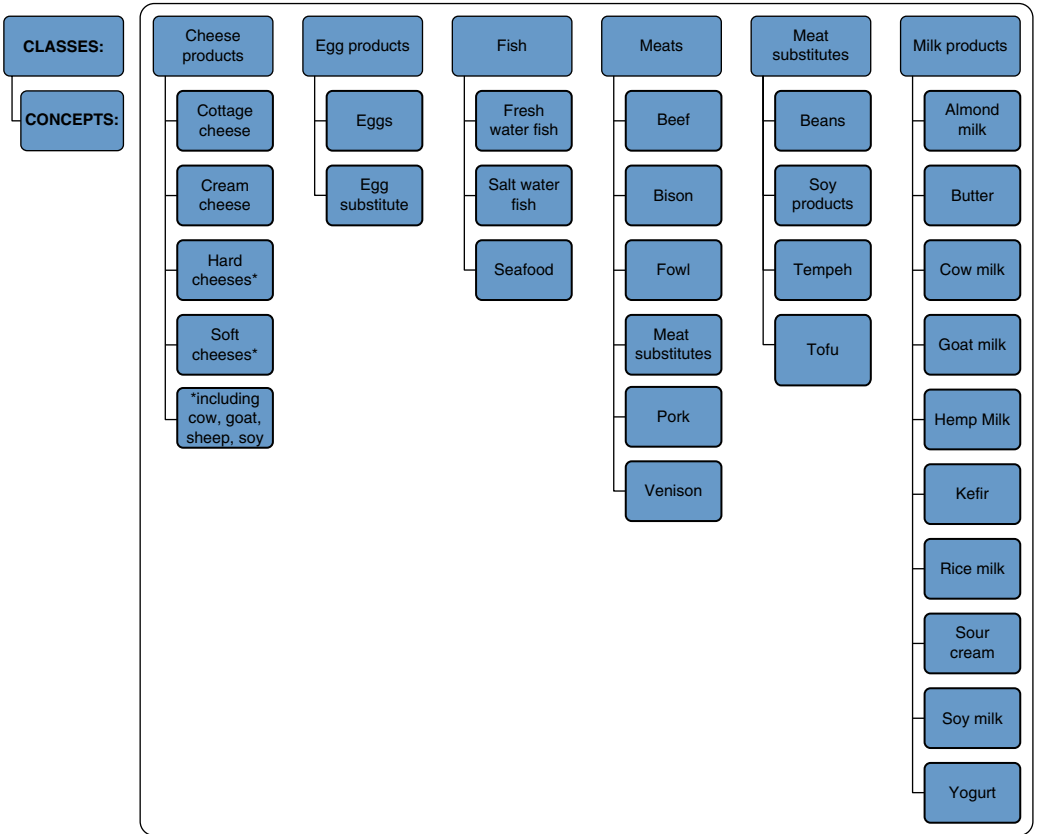 CLASSES:
CONCEPTS:
Cheese
products
Cottage
cheese
Cream
cheese
Hard
cheeses*
Soft
cheeses*
*including
cow, goat,
sheep, soy
Egg products
Eggs
Egg
substitute
Fish
Fresh
water fish
Salt water
fish
Seafood
Meats
Beef
Bison
Fowl
Meat
substitutes
Pork
Venison
Meat
substitutes
Beans
Soy
products
Tempeh
Tofu
Milk products
Almond
milk
Butter
Cow milk
Goat milk
Hemp Milk
Kefir
Rice milk
Sour
cream
Soy milk
Yogurt